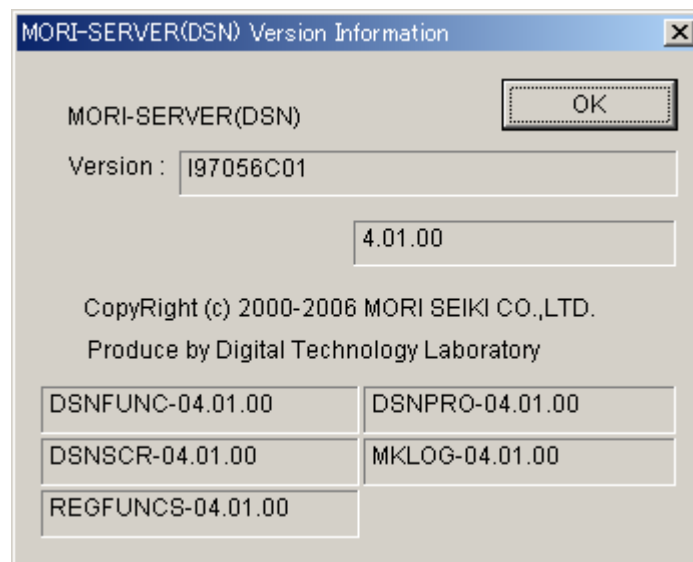 MORI-SERVER(DSN) Version Information
OK
MORI-SERVER(DSN)
Version : I97056C01
4.01.00
CopyRight (c) 2000-2006 MORI SEIKI CO.,LTD.
Produce by Digital Technology Laboratory
DSNFUNC-04.01.00 DSNPRO-04.01.00
DSNSCR-04.01.00 MKLOG-04.01.00
REGFUNCS-04.01.00